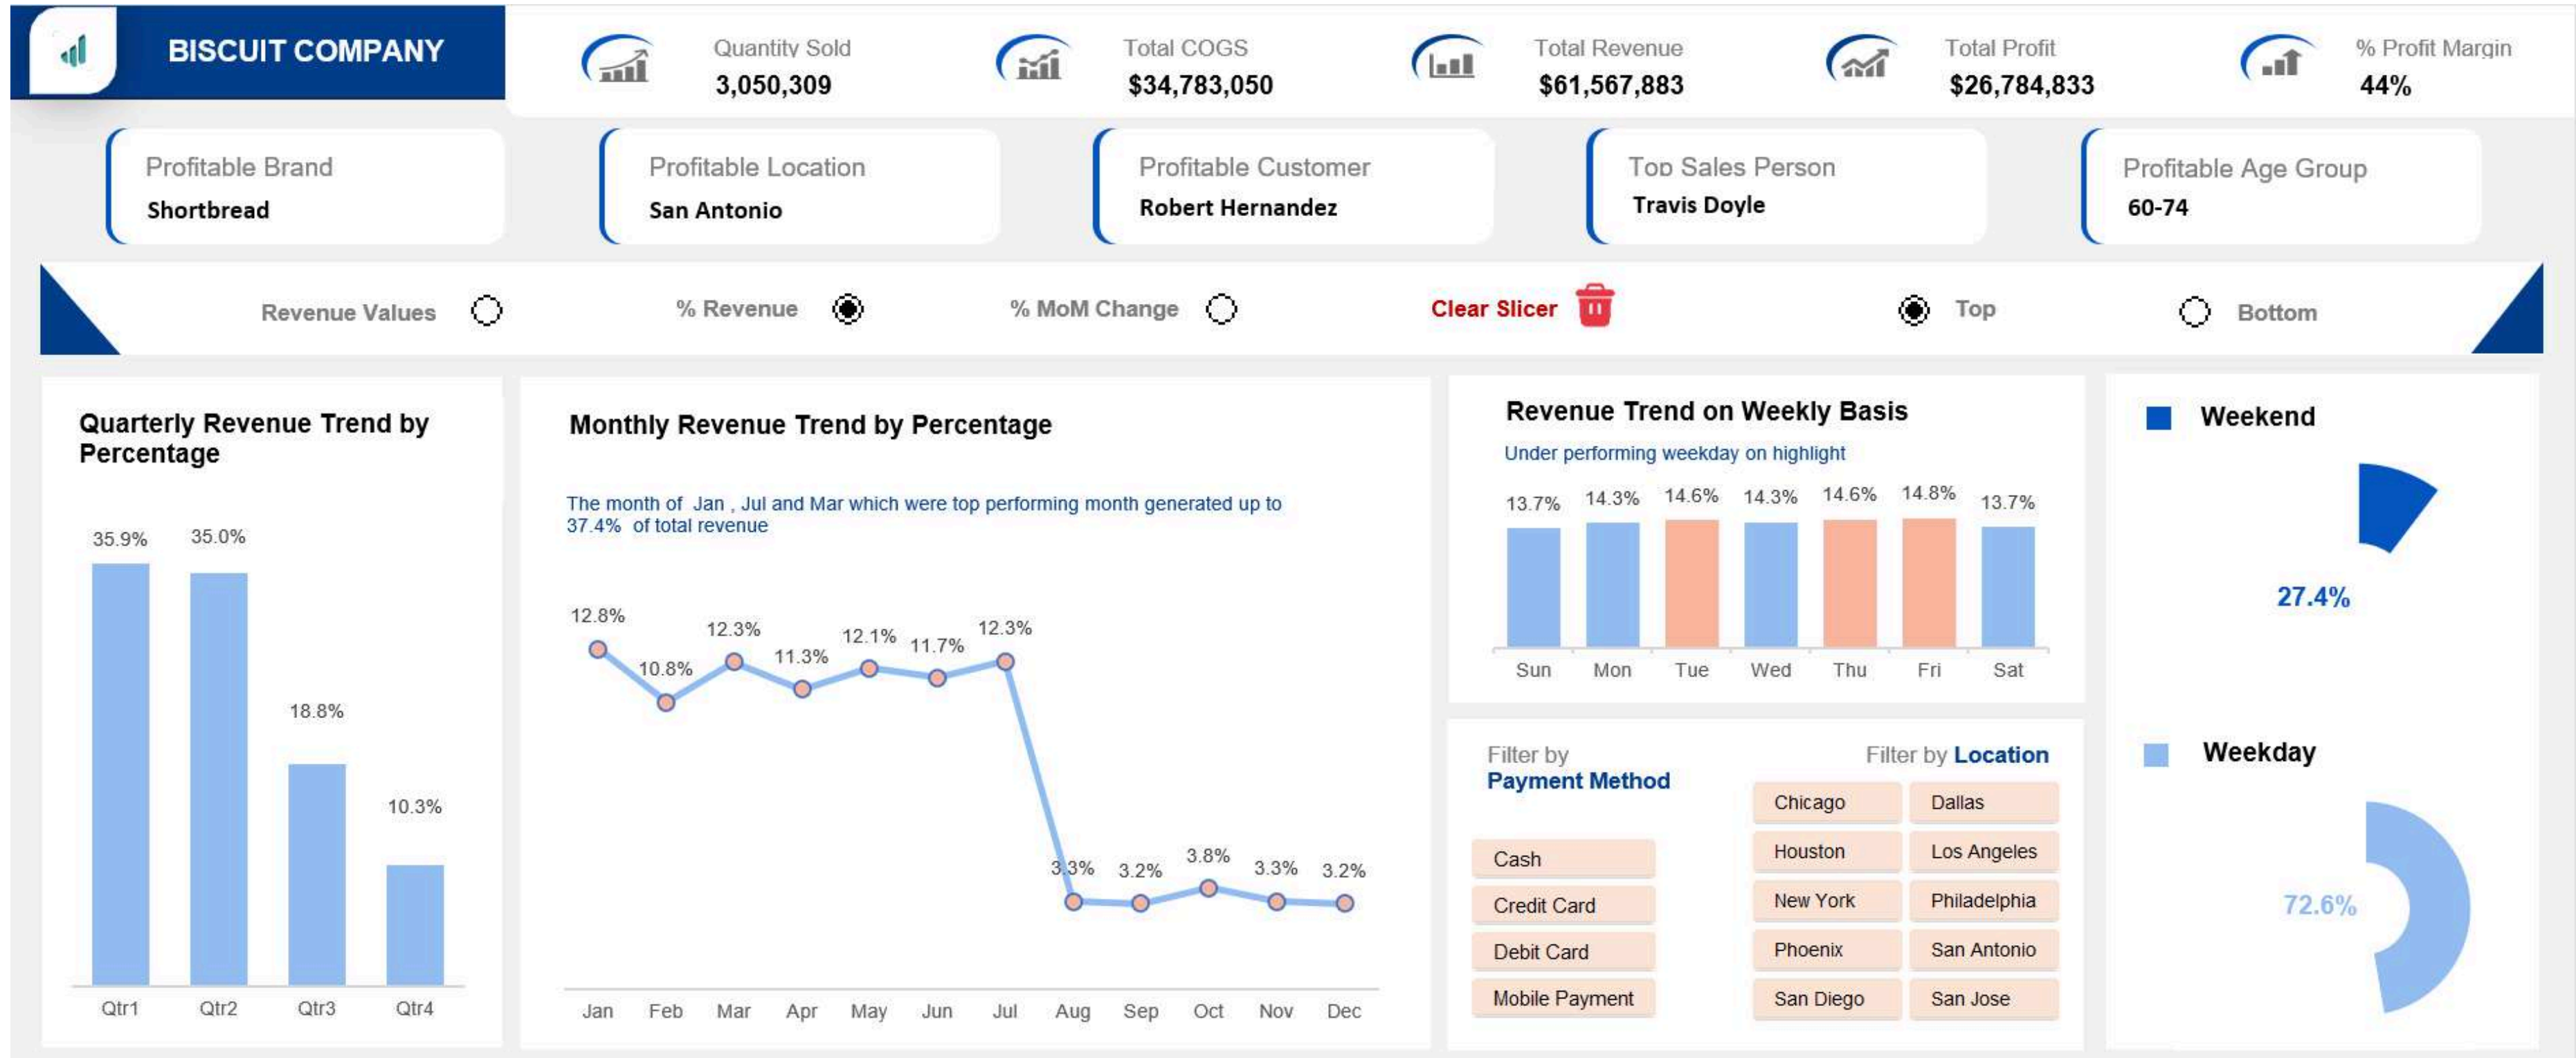 BISCUIT COMPANY
Quantity Sold
3,050,309
Total COGS
$34,783,050
Total Revenue
$61,567,883
Total Profit
$26,784,833
% Profit Margin
44%
Profitable Brand
Shortbread
Profitable Location
San Antonio
Profitable Customer
Robert Hernandez
Top Sales Person
Travis Doyle
Profitable Age Group
60-74
Revenue Values
% Revenue
% MoM Change
Clear Slicer
Top
Bottom
Quarterly Revenue Trend by
Percentage
35.9%
35.0%
18.8%
10.3%
Qtr1
Qtr2
Qtr3
Qtr4
Monthly Revenue Trend by Percentage
The month of Jan , Jul and Mar which were top performing month generated up to
37.4% of total revenue
12.8%
10.8%
12.3%
11.3%
12.1%
11.7%
12.3%
3.3%
3.2%
3.8%
3.3%
3.2%
Jan
Feb
Mar
Apr
May
Jun
Jul
Aug
Sep
Oct
Nov
Dec
Revenue Trend on Weekly Basis
Under performing weekday on highlight
13.7%
14.3%
14.6%
14.3%
14.6%
14.8%
13.7%
Sun
Mon
Tue
Wed
Thu
Fri
Sat
Filter by
Payment Method
Cash
Credit Card
Debit Card
Mobile Payment
Filter by Location
Chicago
Dallas
Houston
Los Angeles
New York
Philadelphia
Phoenix
San Antonio
San Diego
San Jose
Weekend
27.4%
Weekday
72.6%